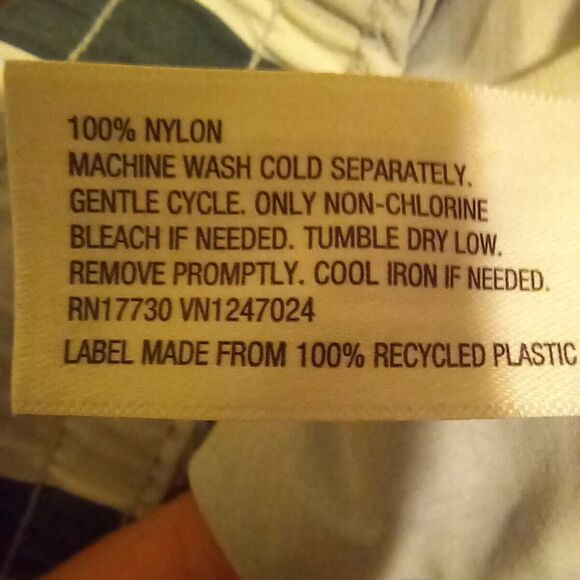 100% NYLON
MACHINE WASH COLD SEPARATELY.
GENTLE CYCLE. ONLY NON-CHLORINE
BLEACH IF NEEDED. TUMBLE DRY LOW.
REMOVE PROMPTLY. COOL IRON IF NEEDED.
RN17730 VN1247024
LABEL MADE FROM 100% RECYCLED PLASTIC